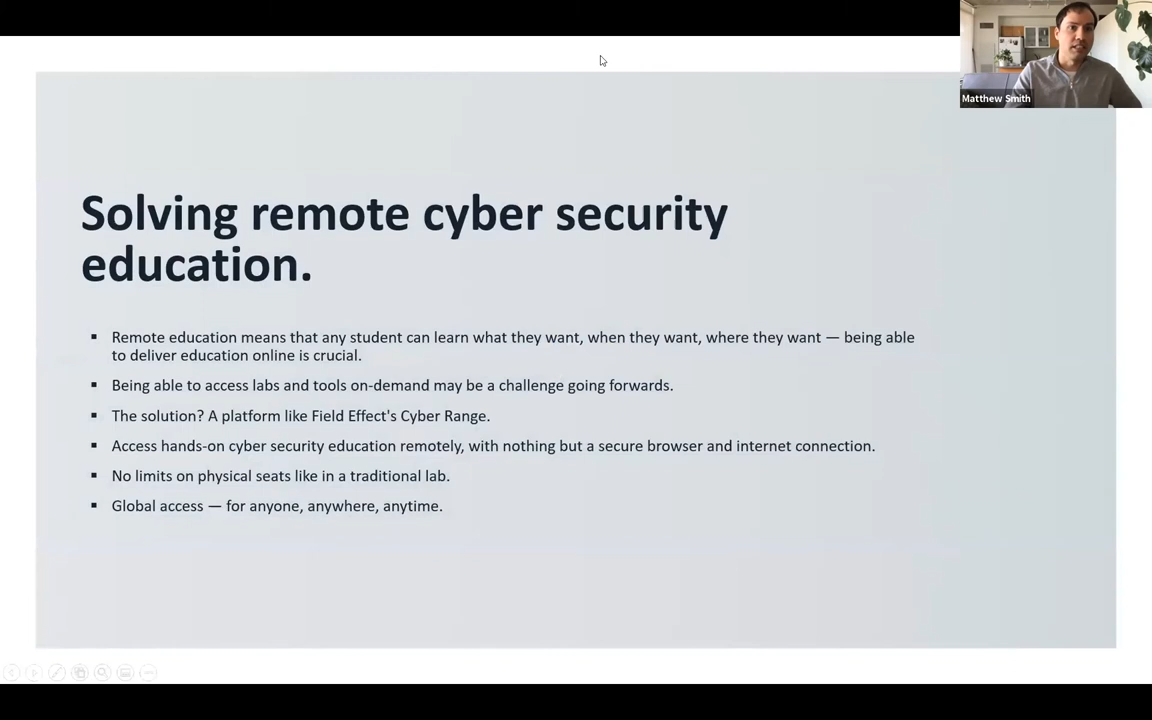 Matthew Smith
Solving remote cyber security
education.
▪ Remote education means that any student can learn what they want, when they want, where they want — being able
to deliver education online is crucial.
▪ Being able to access labs and tools on-demand may be a challenge going forwards.
▪ The solution? A platform like Field Effect's Cyber Range.
▪ Access hands-on cyber security education remotely, with nothing but a secure browser and internet connection.
▪ No limits on physical seats like in a traditional lab.
▪ Global access — for anyone, anywhere, anytime.